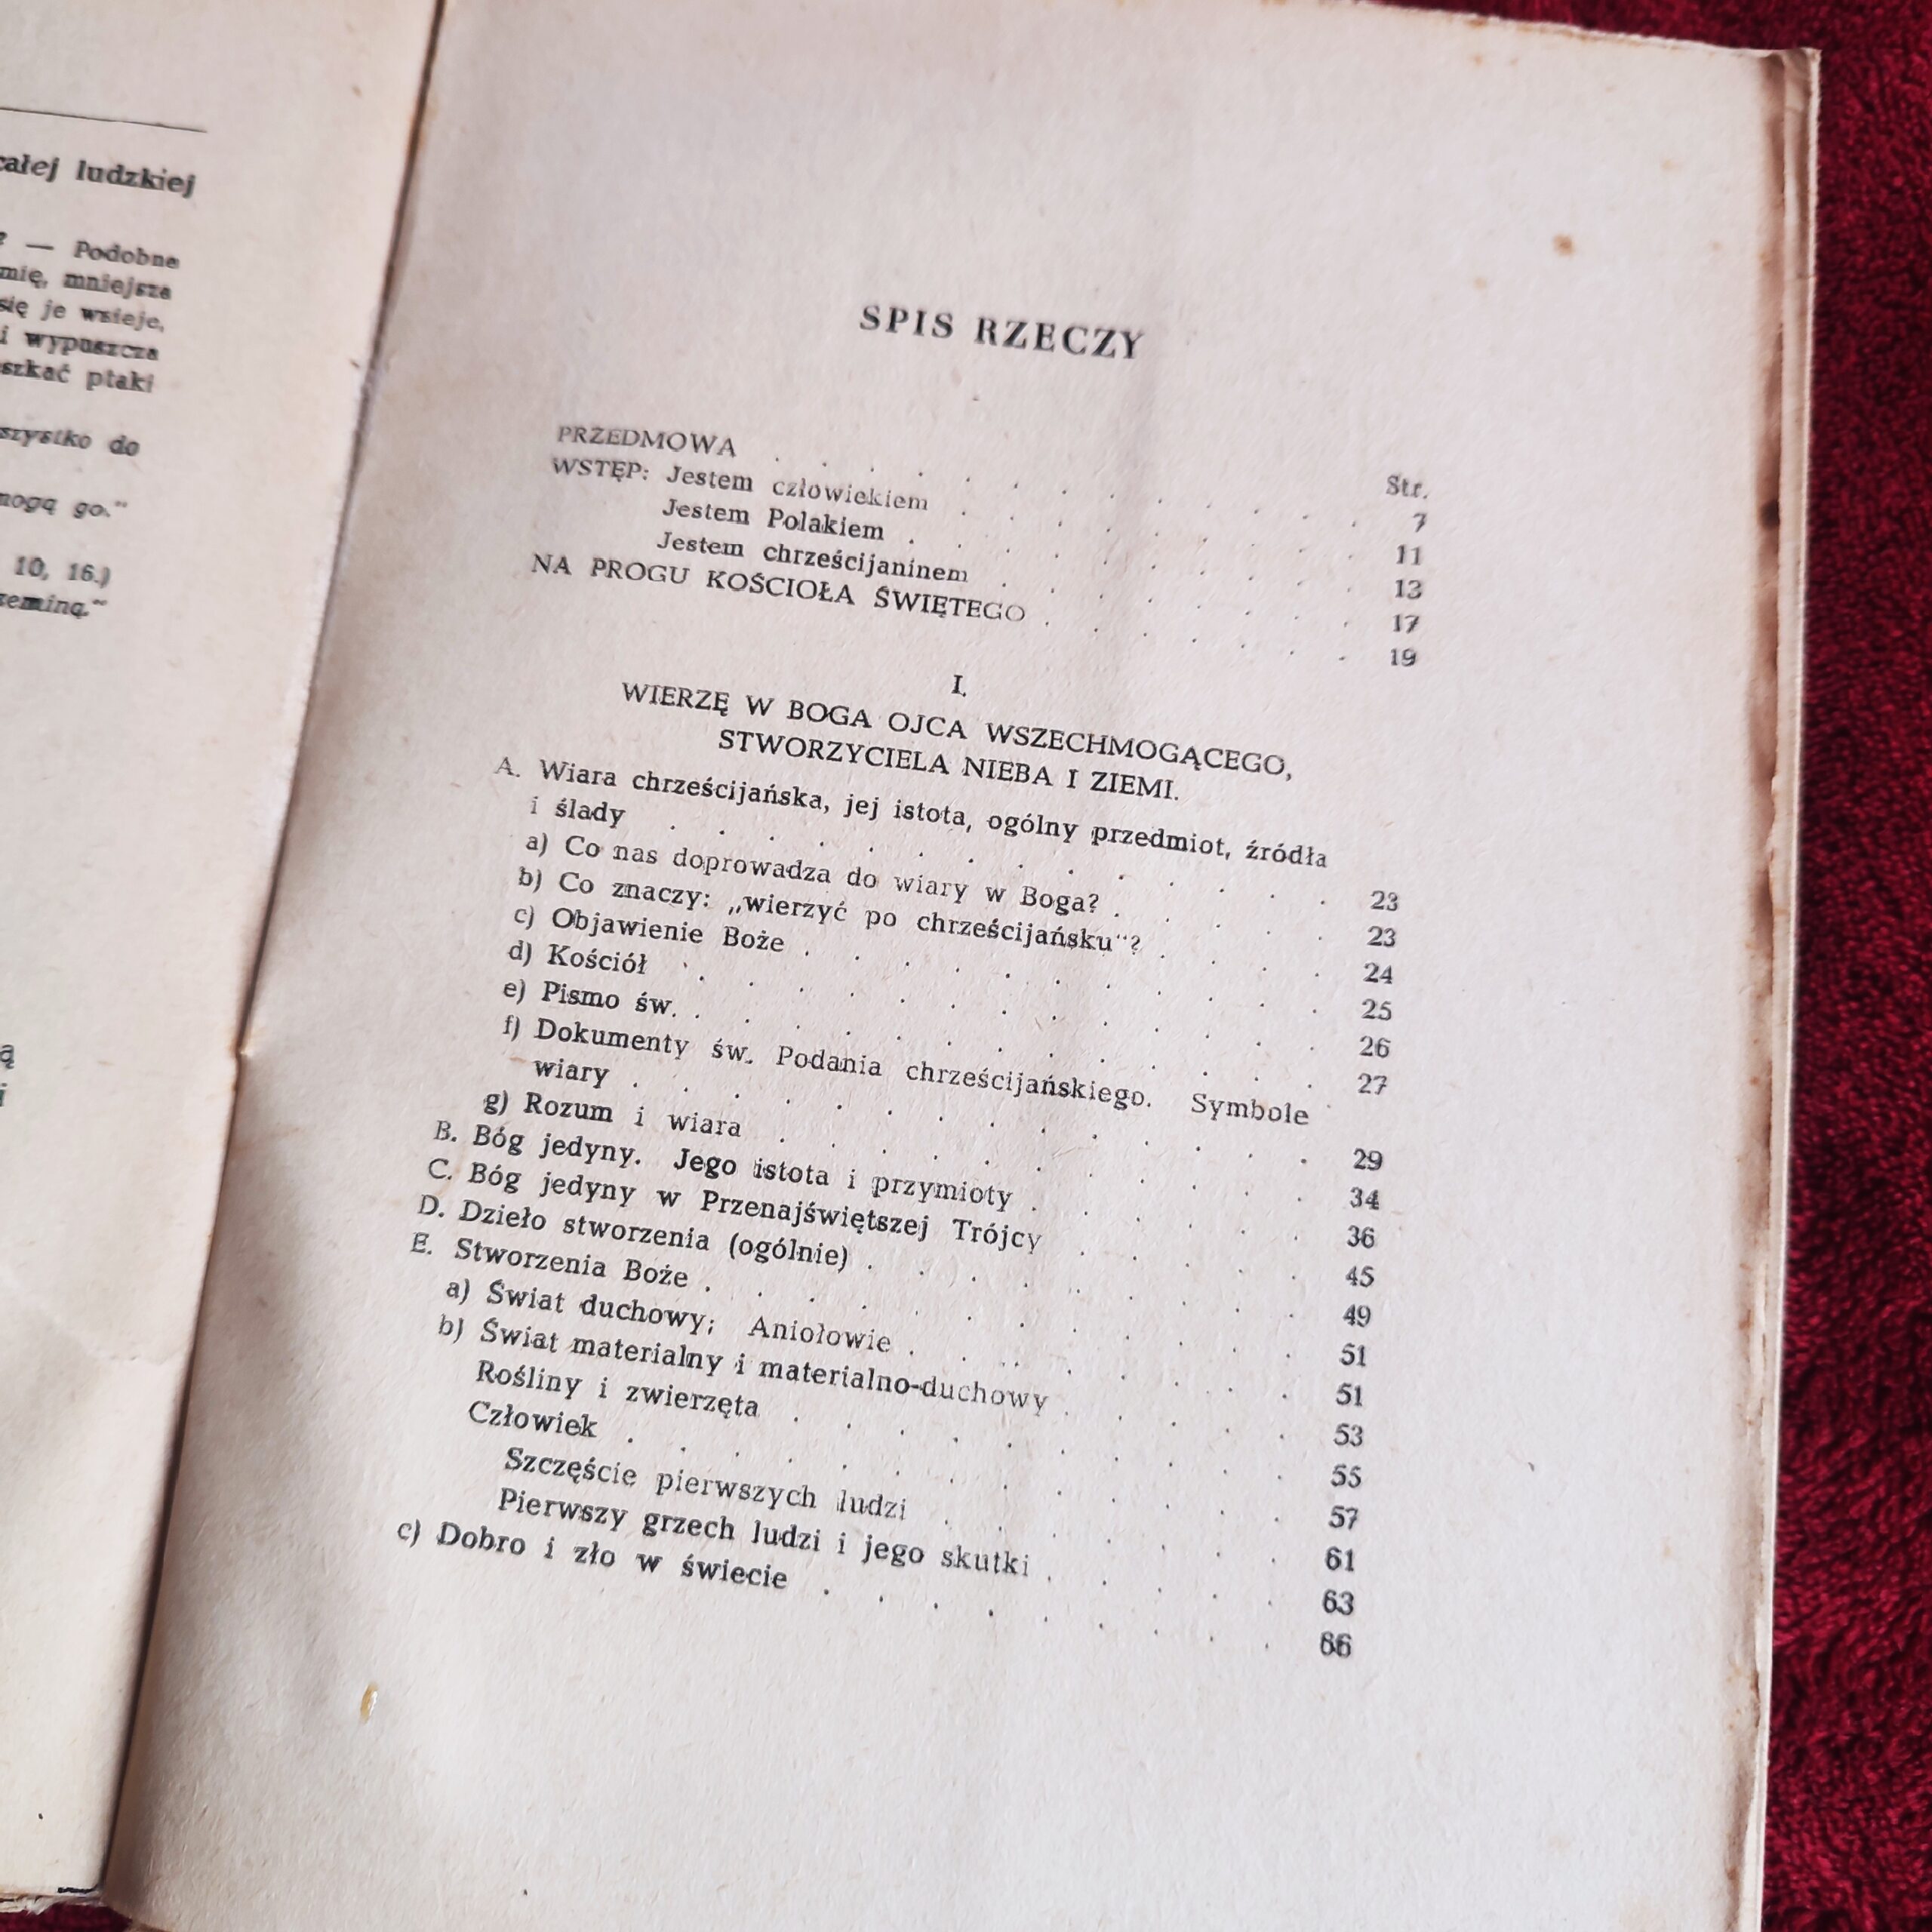 całej ludzkiej
? — Podobne
mniejsza
się je wsieje,
i wypuszcza
ptaki
do
mogą go."
10, 16.)
ą
i
SPIS RZECZY
Str.
PRZEDMOWA . . . . . . . . . . . . . 7
WSTĘP: Jestem człowiekiem . . . . . . . . . 11
Jestem Polakiem . . . . . . . . . . 13
Jestem chrześcijaninem . . . . . . . . 17
NA PROGU KOŚCIOŁA ŚWIĘTEGO . . . . . . . 19
I.
WIERZĘ W BOGA OJCA WSZECHMOGĄCEGO,
STWORZYCIELA NIEBA I ZIEMI.
A. Wiara chrześcijańska, jej istota, ogólny przedmiot, źródła
i ślady . . . . . . . . . . . . . . 23
a) Co nas doprowadza do wiary w Boga? . . . . . 23
b) Co znaczy: „wierzyć po chrześcijańsku"? . . . . 24
c) Objawienie Boże . . . . . . . . . . . 25
d) Kościół . . . . . . . . . . . . . 26
e) Pismo św. . . . . . . . . . . . . . 27
f) Dokumenty św. Podania chrześcijańskiego. Symbole
wiary . . . . . . . . . . . . . . 29
g) Rozum i wiara . . . . . . . . . . . 34
B. Bóg jedyny. Jego istota i przymioty . . . . . . 36
C. Bóg jedyny w Przenajświętszej Trójcy . . . . . 45
D. Dzieło stworzenia (ogólnie) . . . . . . . . . 49
E. Stworzenia Boże . . . . . . . . . . . . 51
a) Świat duchowy; Aniołowie . . . . . . . . 51
b) Świat materialny i materialno-duchowy . . . . . 53
Rośliny i zwierzęta . . . . . . . . . . 55
Człowiek . . . . . . . . . . . . . 57
Szczęście pierwszych ludzi . . . . . . . 61
Pierwszy grzech ludzi i jego skutki . . . . . 63
c) Dobro i zło w świecie . . . . . . . . . 66